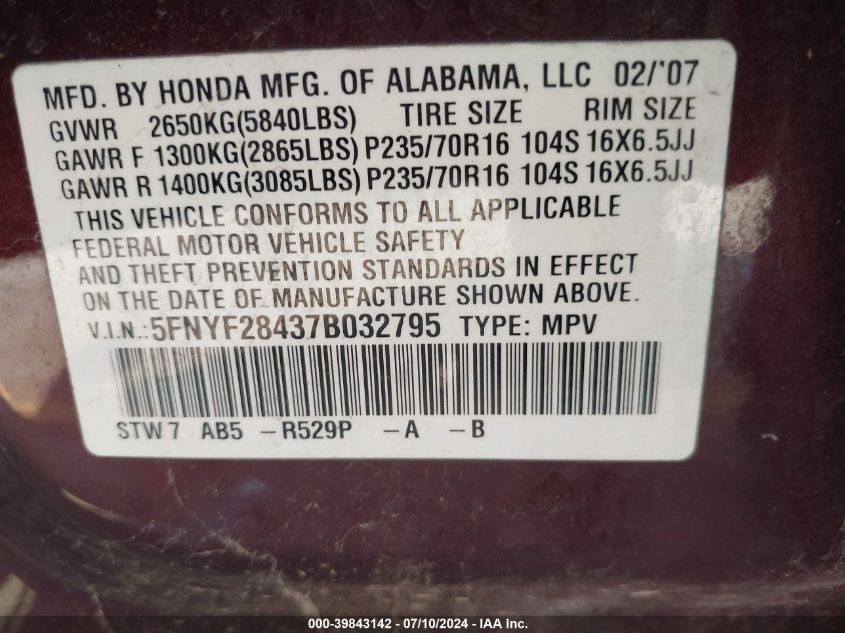 MFD. BY HONDA MFG. OF ALABAMA, LLC 02/'07
GVWR 2650KG(5840LBS) TIRE SIZE RIM SIZE
GAWR F 1300KG(2865LBS) P235/70R16 104S 16X6.5JJ
GAWR R 1400KG(3085LBS) P235/70R16 104S 16X6.5JJ
THIS VEHICLE CONFORMS TO ALL APPLICABLE
FEDERAL MOTOR VEHICLE SAFETY
AND THEFT PREVENTION STANDARDS IN EFFECT
ON THE DATE OF MANUFACTURE SHOWN ABOVE.
V.I.N.: 5FNYF28437B032795 TYPE: MPV
STW7 AB5 -R529P -A -B
000-39843142 - 07/10/2024 - IAA Inc.